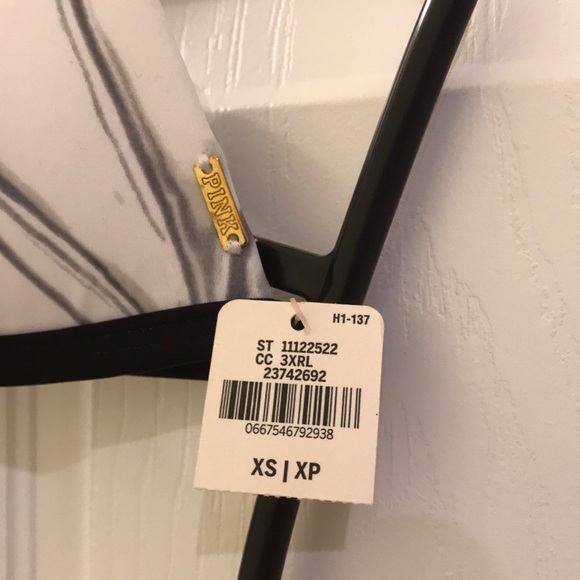 PINK
H1-137
ST 11122522
CC 3XRL
23742692
0667546792938
XS | XP